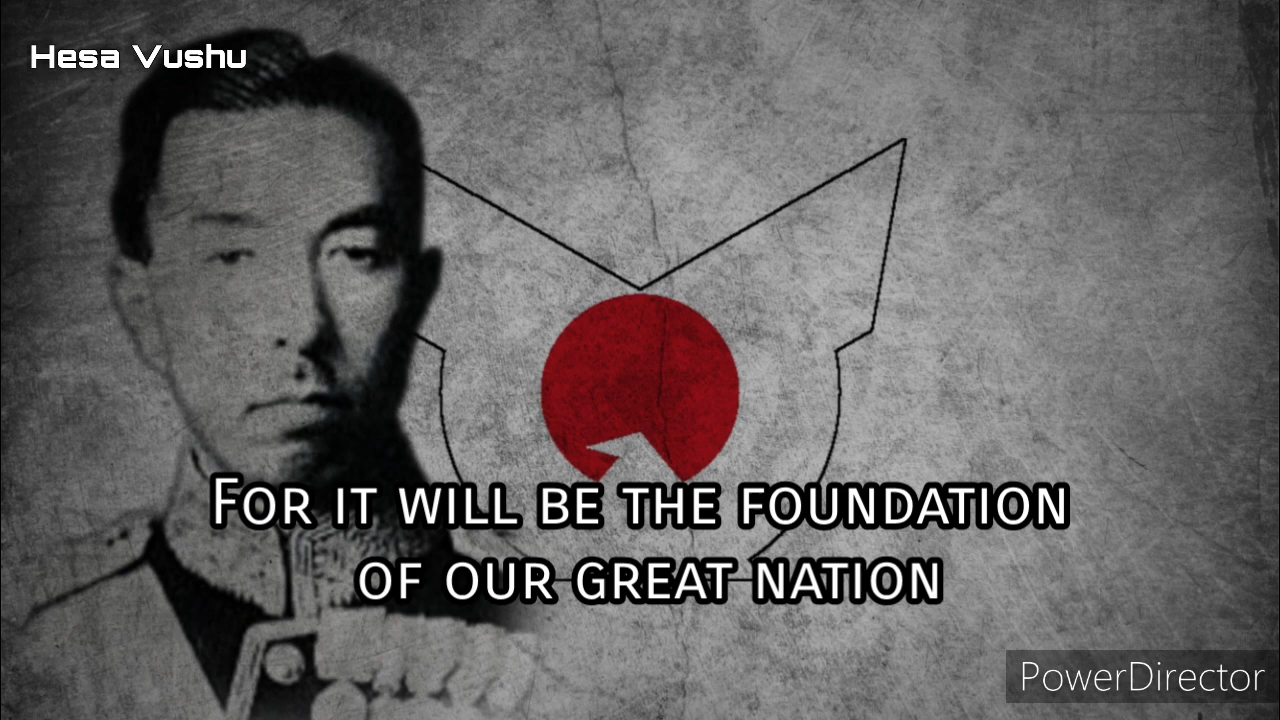 Hesa Vushu
For it will be the foundation
of our great nation
PowerDirector